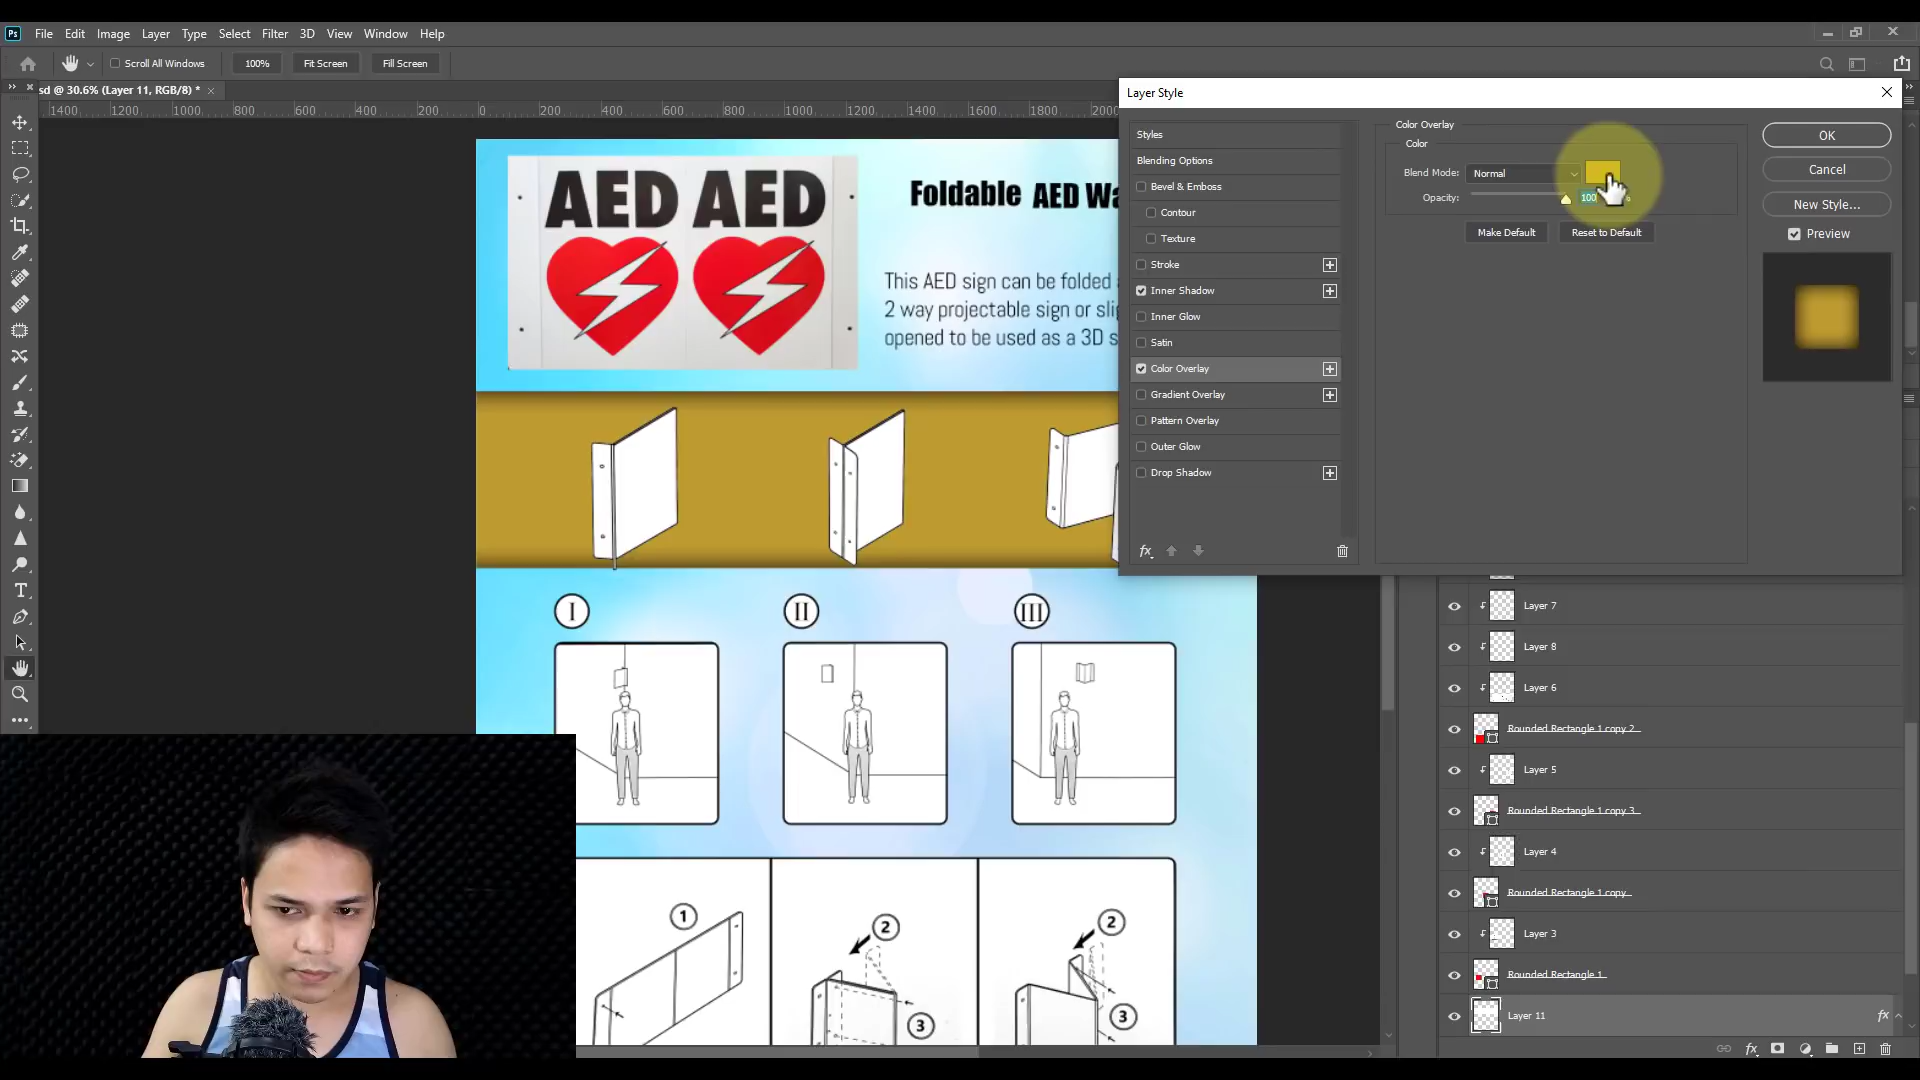 Ps File Edit Image Layer Type Select Filter 3D View Window Help
Scroll All Windows 100% Fit Screen Fill Screen
sd @ 30.6% (Layer 11, RGB/8) * ×
1400 1200 1000 800 600 400 200 0 200 400 600 800 1000 1200 1400 1600 1800 2000
AED AED
Foldable AED Wa
This AED sign can be folded
2 way projectable sign or sli
opened to be used as a 3D s
I II III
1 2 2
3 3
Layer Style
Styles
Blending Options
Bevel & Emboss
Contour
Texture
Stroke
Inner Shadow
Inner Glow
Satin
Color Overlay
Gradient Overlay
Pattern Overlay
Outer Glow
Drop Shadow
fx
Color Overlay
Color
Blend Mode: Normal
Opacity: 100 %
Make Default Reset to Default
OK
Cancel
New Style...
Preview
Layer 7
Layer 8
Layer 6
Rounded Rectangle 1 copy 2
Layer 5
Rounded Rectangle 1 copy 3
Layer 4
Rounded Rectangle 1 copy
Layer 3
Rounded Rectangle 1
Layer 11 fx
fx